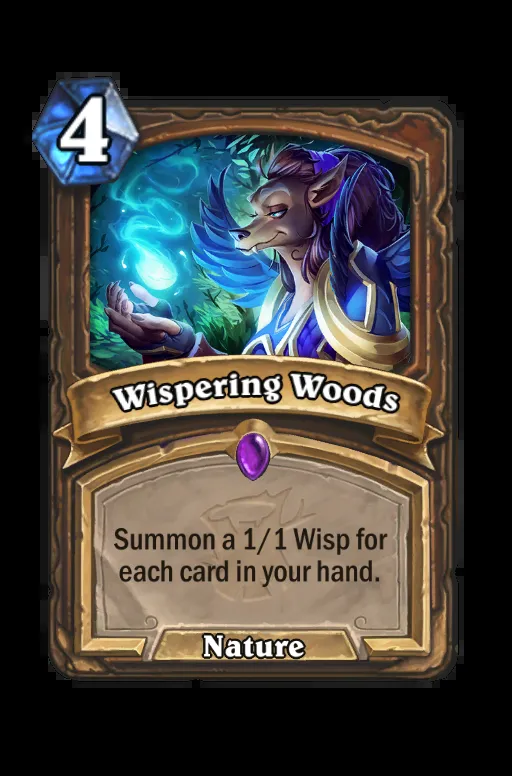 4
Wispering Woods
Summon a 1/1 Wisp for
each card in your hand.
Nature